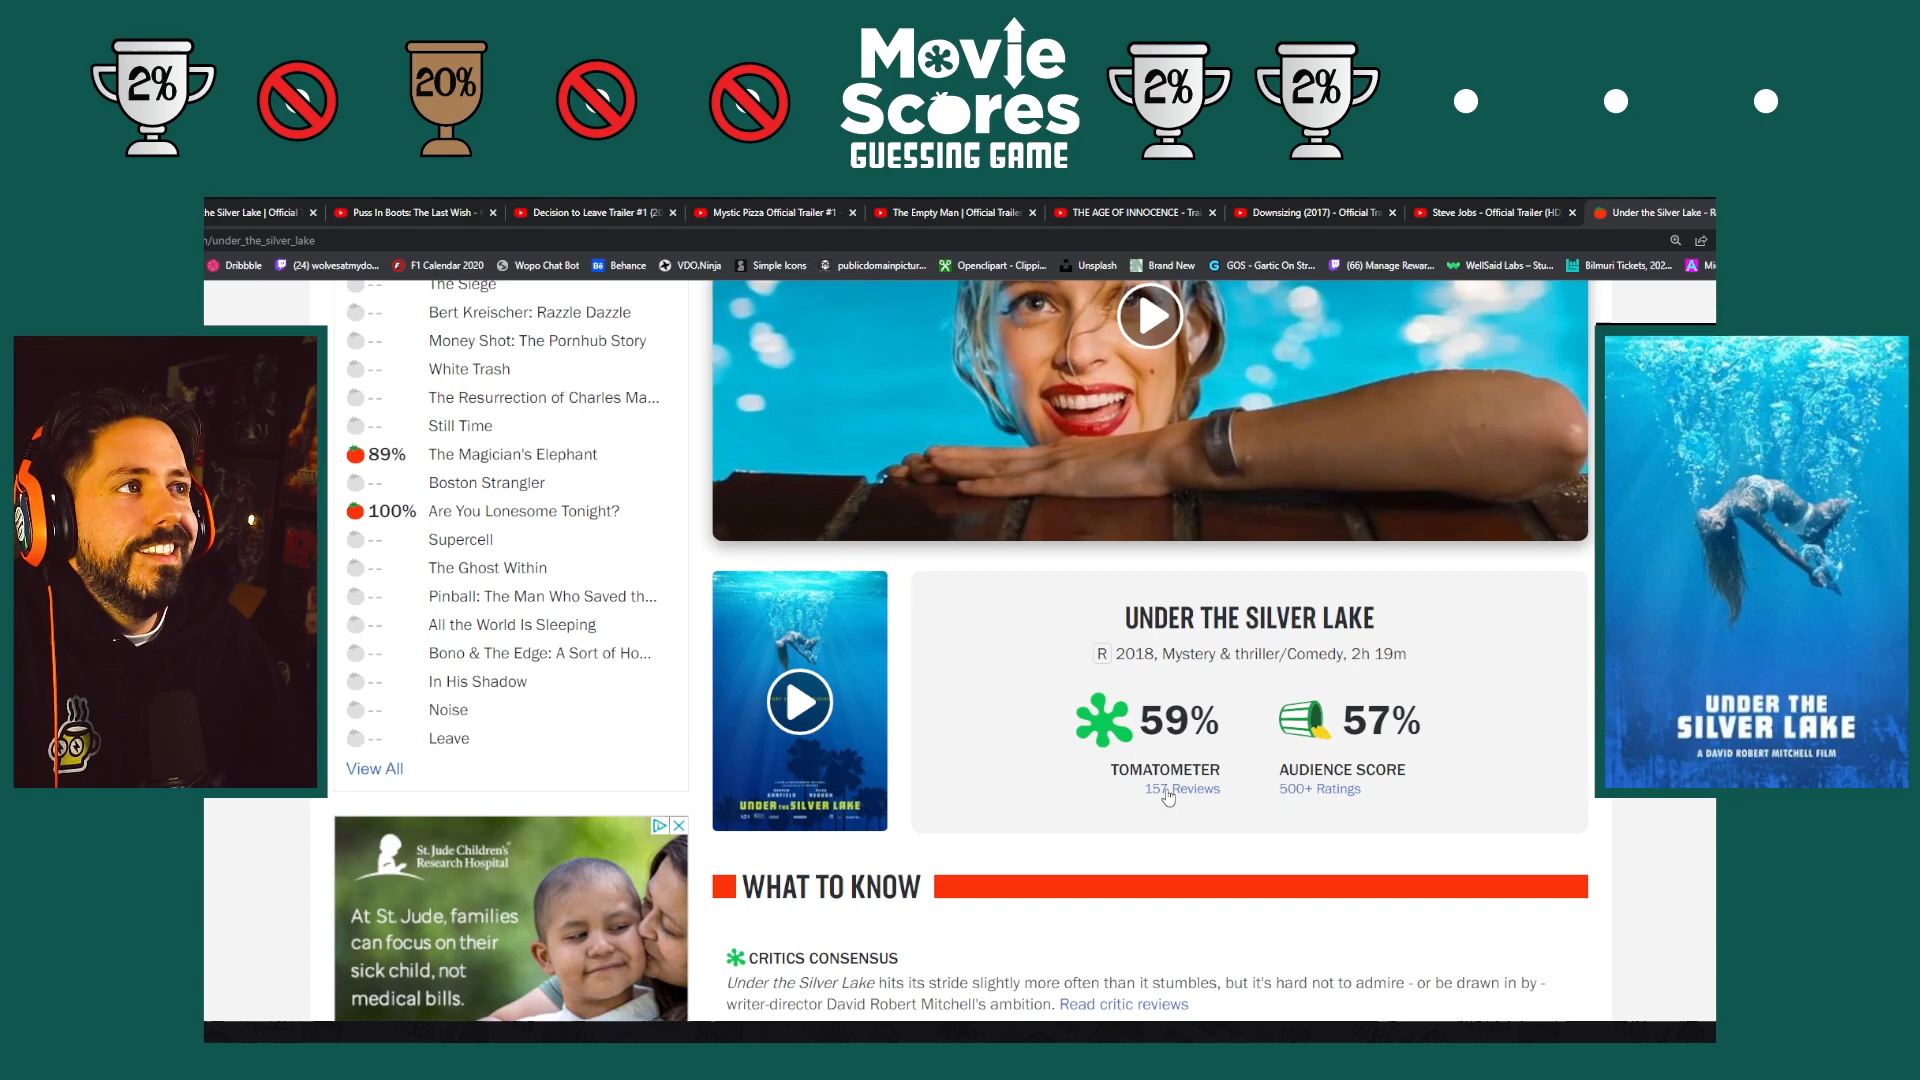 2%
20%
Movie
Scores
GUESSING GAME
2%
2%
he Silver Lake | Official
Puss In Boots: The Last Wish -
Decision to Leave Trailer #1 (20
Mystic Pizza Official Trailer #1
The Empty Man | Official Trailer
THE AGE OF INNOCENCE - Trai
Downsizing (2017) - Official Tra
Steve Jobs - Official Trailer (HD)
Under the Silver Lake - R
/under_the_silver_lake
Dribbble
(24) wolvesatmydo...
F1 Calendar 2020
Wopo Chat Bot
Bē Behance
VDO.Ninja
Simple Icons
publicdomainpictur...
Openclipart - Clippi...
Unsplash
Brand New
GOS - Gartic On Str...
(66) Manage Rewar...
WellSaid Labs – Stu...
Bilmuri Tickets, 202...
Mi
The Siege
Bert Kreischer: Razzle Dazzle
Money Shot: The Pornhub Story
White Trash
The Resurrection of Charles Ma...
Still Time
89% The Magician's Elephant
Boston Strangler
100% Are You Lonesome Tonight?
Supercell
The Ghost Within
Pinball: The Man Who Saved th...
All the World Is Sleeping
Bono & The Edge: A Sort of Ho...
In His Shadow
Noise
Leave
View All
St. Jude Children's
Research Hospital
At St. Jude, families
can focus on their
sick child, not
medical bills.
UNDER THE SILVER LAKE
UNDER THE SILVER LAKE
R 2018, Mystery & thriller/Comedy, 2h 19m
59%
57%
TOMATOMETER
AUDIENCE SCORE
157 Reviews
500+ Ratings
WHAT TO KNOW
CRITICS CONSENSUS
Under the Silver Lake hits its stride slightly more often than it stumbles, but it's hard not to admire - or be drawn in by -
writer-director David Robert Mitchell's ambition. Read critic reviews
UNDER THE
SILVER LAKE
A DAVID ROBERT MITCHELL FILM